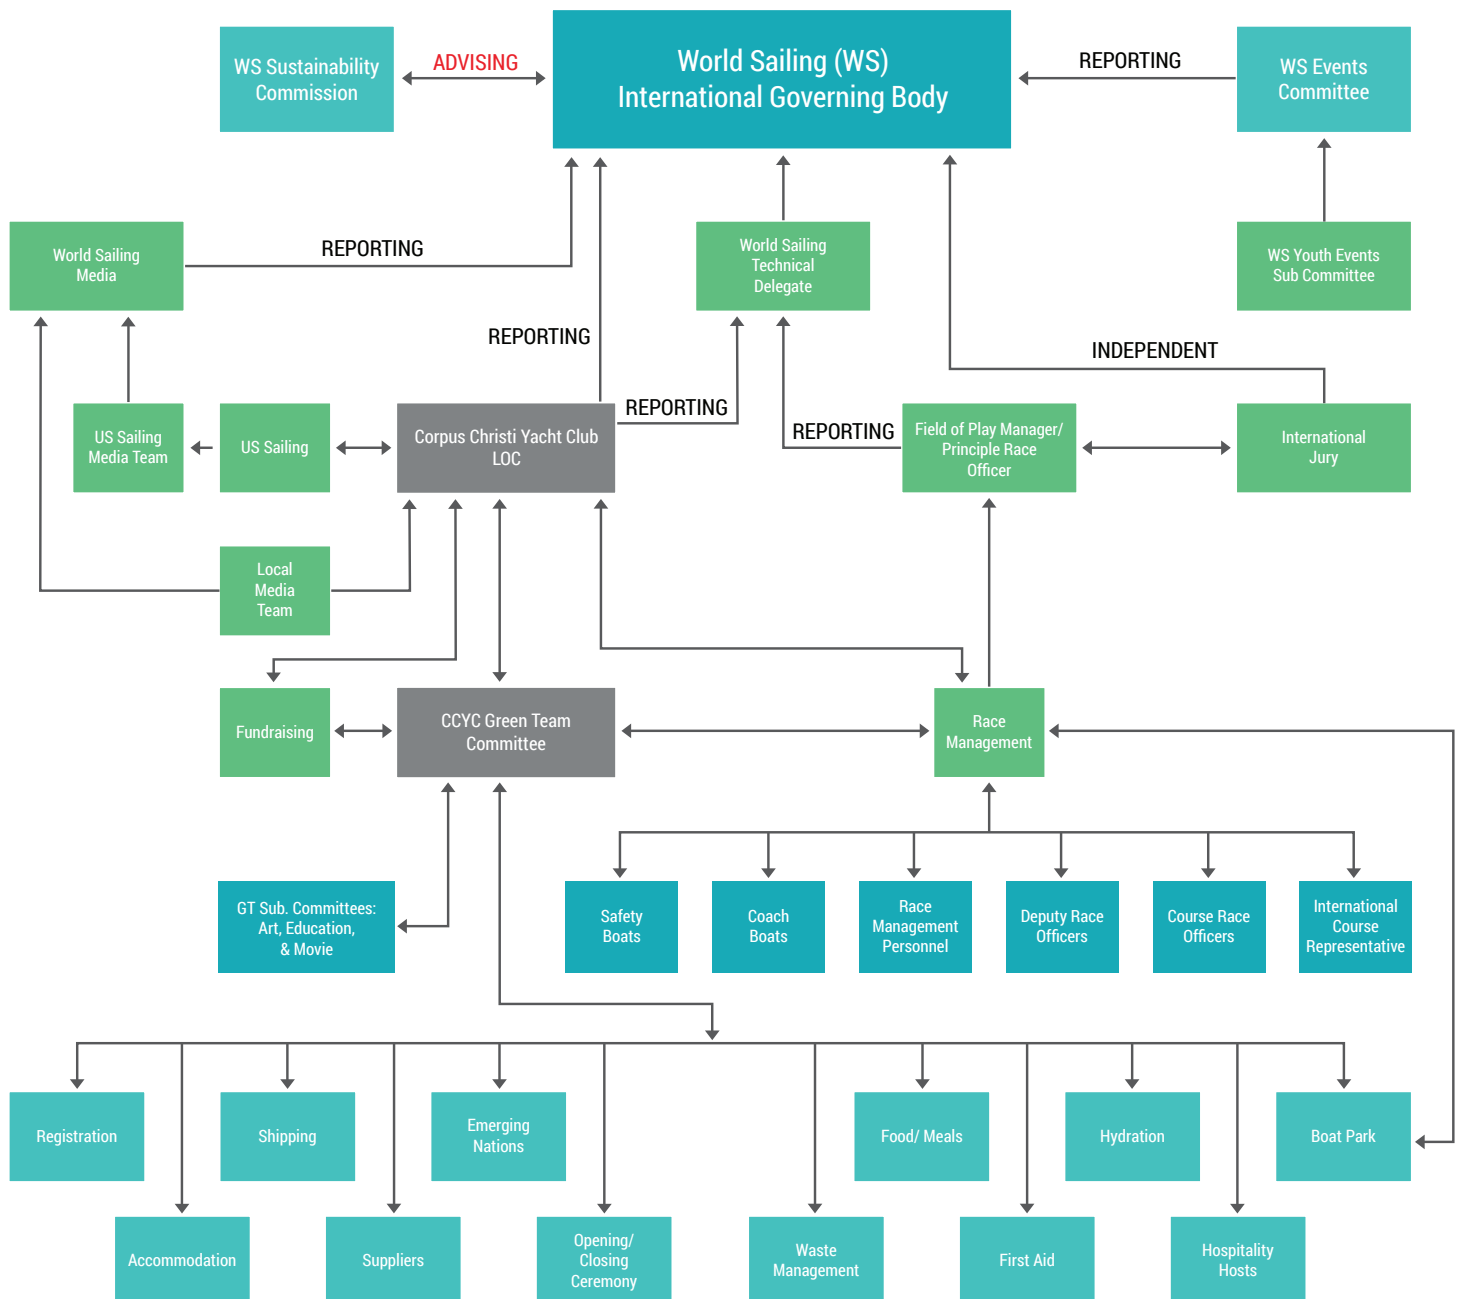 WS Sustainability
Commission
ADVISING
World Sailing (WS)
International Governing Body
REPORTING
WS Events
Committee
World Sailing
Media
REPORTING
World Sailing
Technical
Delegate
WS Youth Events
Sub Committee
REPORTING
INDEPENDENT
US Sailing
Media Team
US Sailing
Corpus Christi Yacht Club
LOC
REPORTING
REPORTING
Field of Play Manager/
Principle Race
Officer
International
Jury
Local
Media
Team
Fundraising
CCYC Green Team
Committee
Race
Management
GT Sub. Committees:
Art, Education,
& Movie
Safety
Boats
Coach
Boats
Race
Management
Personnel
Deputy Race
Officers
Course Race
Officers
International
Course
Representative
Registration
Shipping
Emerging
Nations
Food/ Meals
Hydration
Boat Park
Accommodation
Suppliers
Opening/
Closing
Ceremony
Waste
Management
First Aid
Hospitality
Hosts